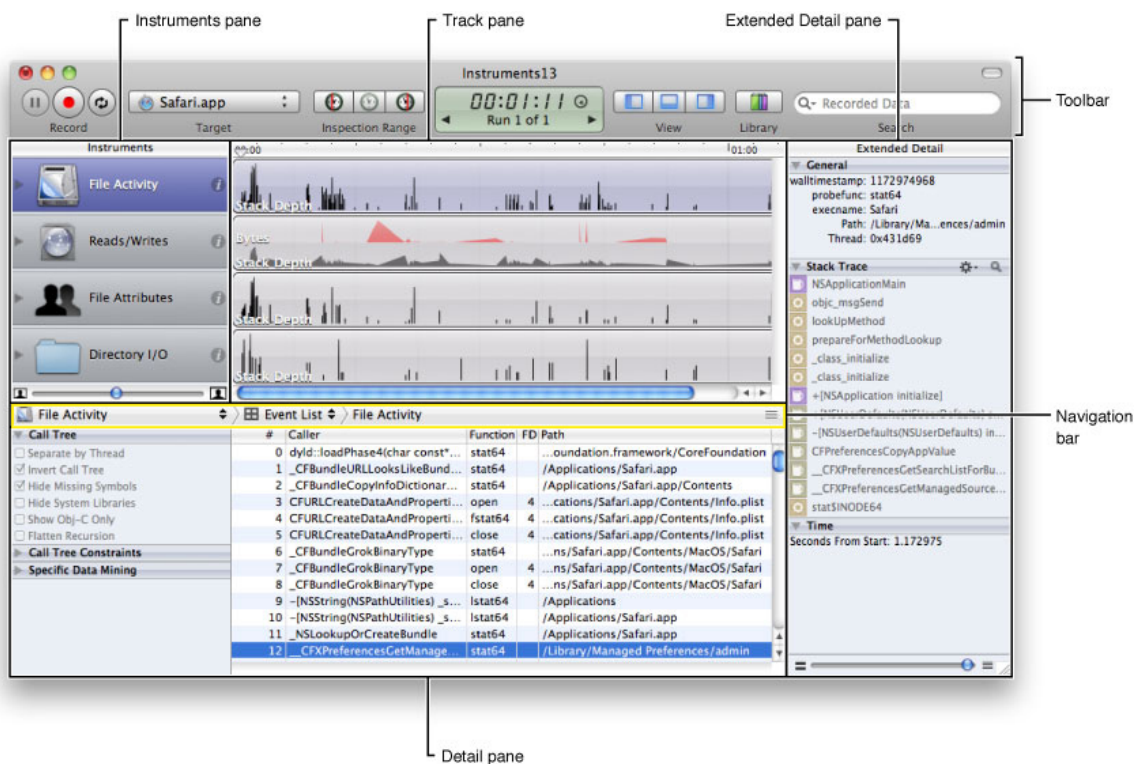 Instruments pane
Track pane
Extended Detail pane
Instruments13
Safari.app
00:01:11
Run 1 of 1
Recorded Data
Toolbar
Record
Target
Inspection Range
View
Library
Search
Instruments
00:00
01:00
Extended Detail
File Activity
Stack Depth
Reads/Writes
Bytes
Stack Depth
File Attributes
Stack Depth
Directory I/O
Stack Depth
General
walltimestamp: 1172974968
probefunc: stat64
execname: Safari
Path: /Library/Ma...ences/admin
Thread: 0x431d69
Stack Trace
NSApplicationMain
objc_msgSend
lookUpMethod
prepareForMethodLookup
_class_initialize
_class_initialize
+[NSApplication initialize]
+[NSUserDefaults(NSUserDefaults) s...
-[NSUserDefaults(NSUserDefaults) in...
CFPreferencesCopyAppValue
__CFXPreferencesGetSearchListForBu...
__CFXPreferencesGetManagedSource...
stat$INODE64
Time
Seconds From Start: 1.172975
Navigation
bar
File Activity
Event List
File Activity
Call Tree
Separate by Thread
Invert Call Tree
Hide Missing Symbols
Hide System Libraries
Show Obj-C Only
Flatten Recursion
Call Tree Constraints
Specific Data Mining
# Caller Function FD Path
0 dyld::loadPhase4(char const*... stat64 ...oundation.framework/CoreFoundation
1 _CFBundleURLLooksLikeBund... stat64 /Applications/Safari.app
2 _CFBundleCopyInfoDictionar... stat64 /Applications/Safari.app/Contents
3 CFURLCreateDataAndProperti... open 4 ...cations/Safari.app/Contents/Info.plist
4 CFURLCreateDataAndProperti... fstat64 4 ...cations/Safari.app/Contents/Info.plist
5 CFURLCreateDataAndProperti... close 4 ...cations/Safari.app/Contents/Info.plist
6 _CFBundleGrokBinaryType stat64 ...ns/Safari.app/Contents/MacOS/Safari
7 _CFBundleGrokBinaryType open 4 ...ns/Safari.app/Contents/MacOS/Safari
8 _CFBundleGrokBinaryType close 4 ...ns/Safari.app/Contents/MacOS/Safari
9 -[NSString(NSPathUtilities) _s... lstat64 /Applications
10 -[NSString(NSPathUtilities) _s... lstat64 /Applications/Safari.app
11 _NSLookupOrCreateBundle stat64 /Applications/Safari.app
12 __CFXPreferencesGetManage... stat64 /Library/Managed Preferences/admin
Detail pane